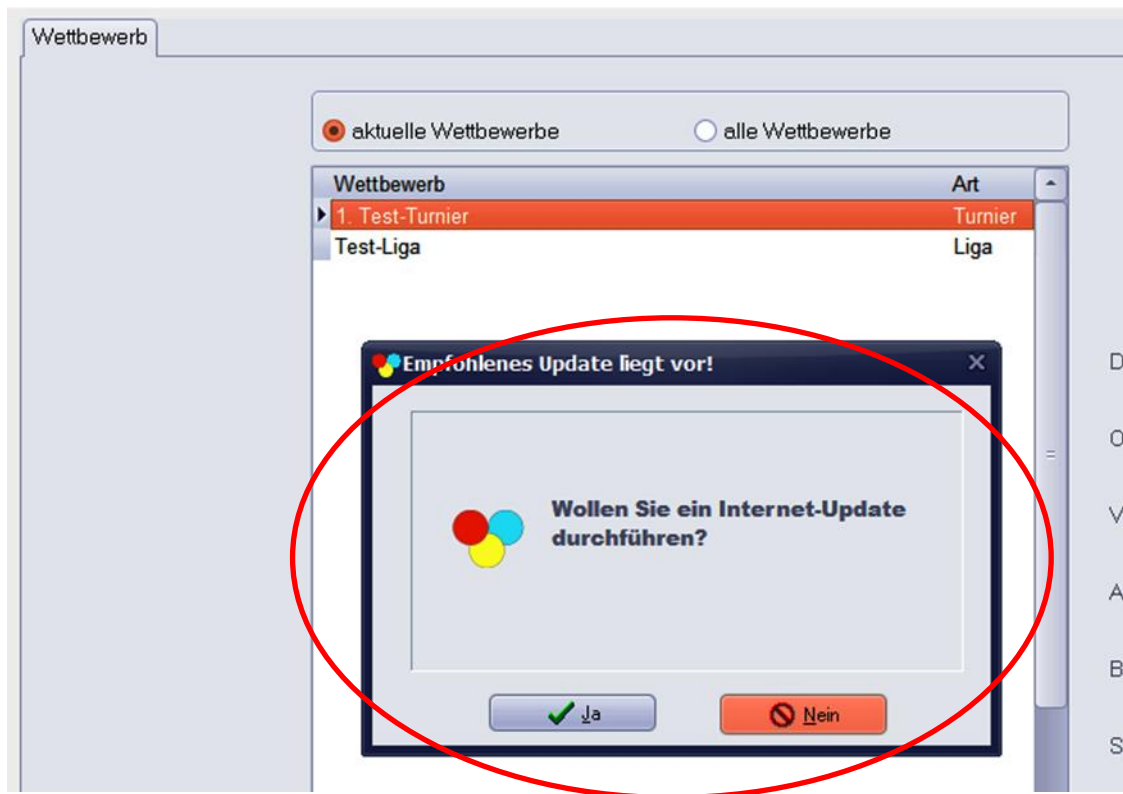 Wettbewerb
aktuelle Wettbewerbe alle Wettbewerbe
Wettbewerb Art
1. Test-Turnier Turnier
Test-Liga Liga
Empfohlenes Update liegt vor!
Wollen Sie ein Internet-Update
durchführen?
Ja Nein
D
O
V
A
B
S